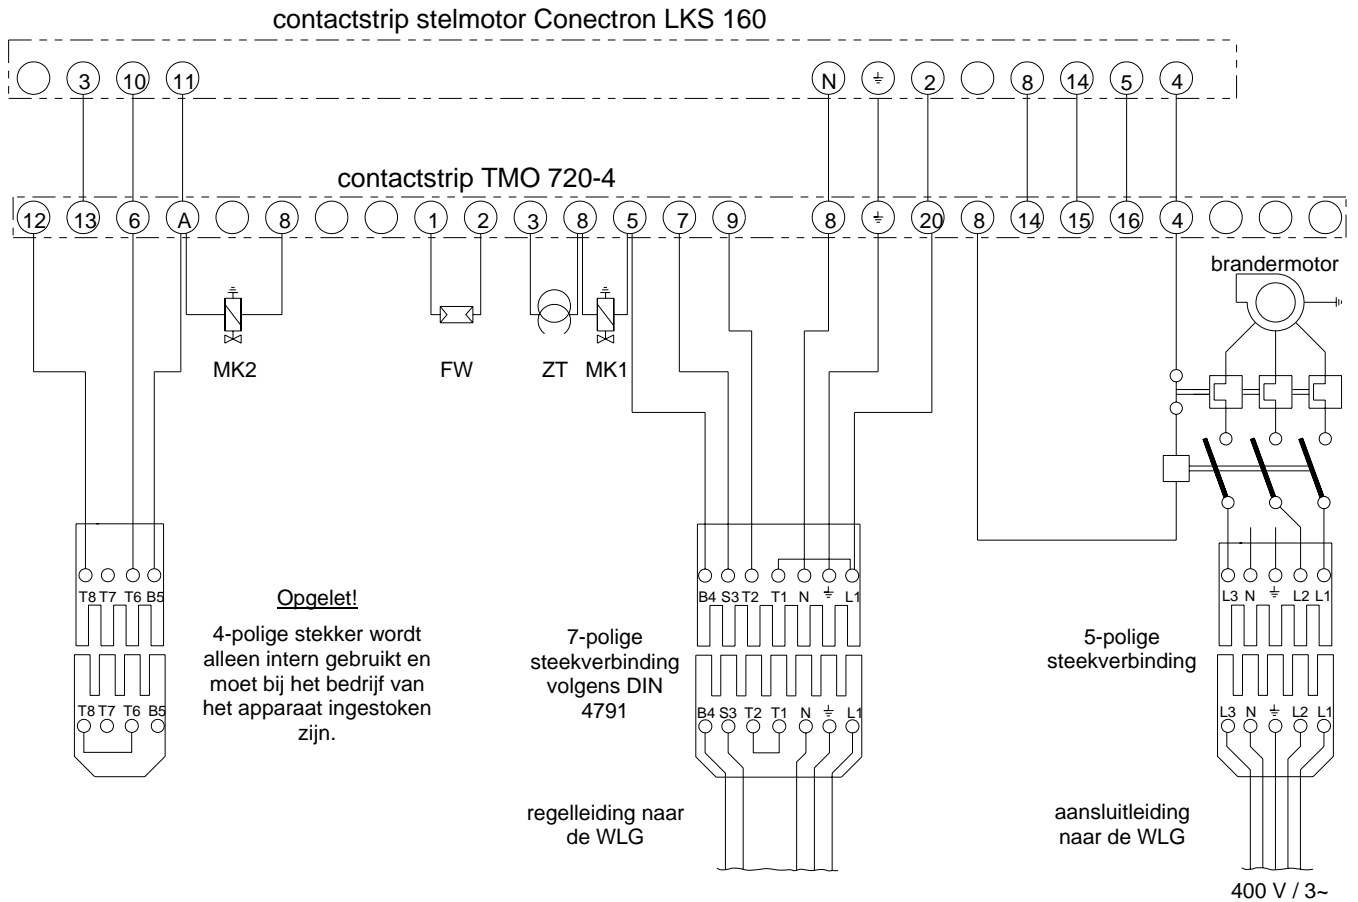 contactstrip stelmotor Conectron LKS 160
3 10 11 N 2 8 14 5 4
contactstrip TMO 720-4
12 13 6 A 8 1 2 3 8 5 7 9 8 20 8 14 15 16 4
brandermotor
MK2 FW ZT MK1
T8 T7 T6 B5
B4 S3 T2 T1 N L1
L3 N L2 L1
Opgelet!
4-polige stekker wordt
alleen intern gebruikt en
moet bij het bedrijf van
het apparaat ingestoken
zijn.
7-polige
steekverbinding
volgens DIN
4791
5-polige
steekverbinding
T8 T7 T6 B5
B4 S3 T2 T1 N L1
L3 N L2 L1
regelleiding naar
de WLG
aansluitleiding
naar de WLG
400 V / 3~